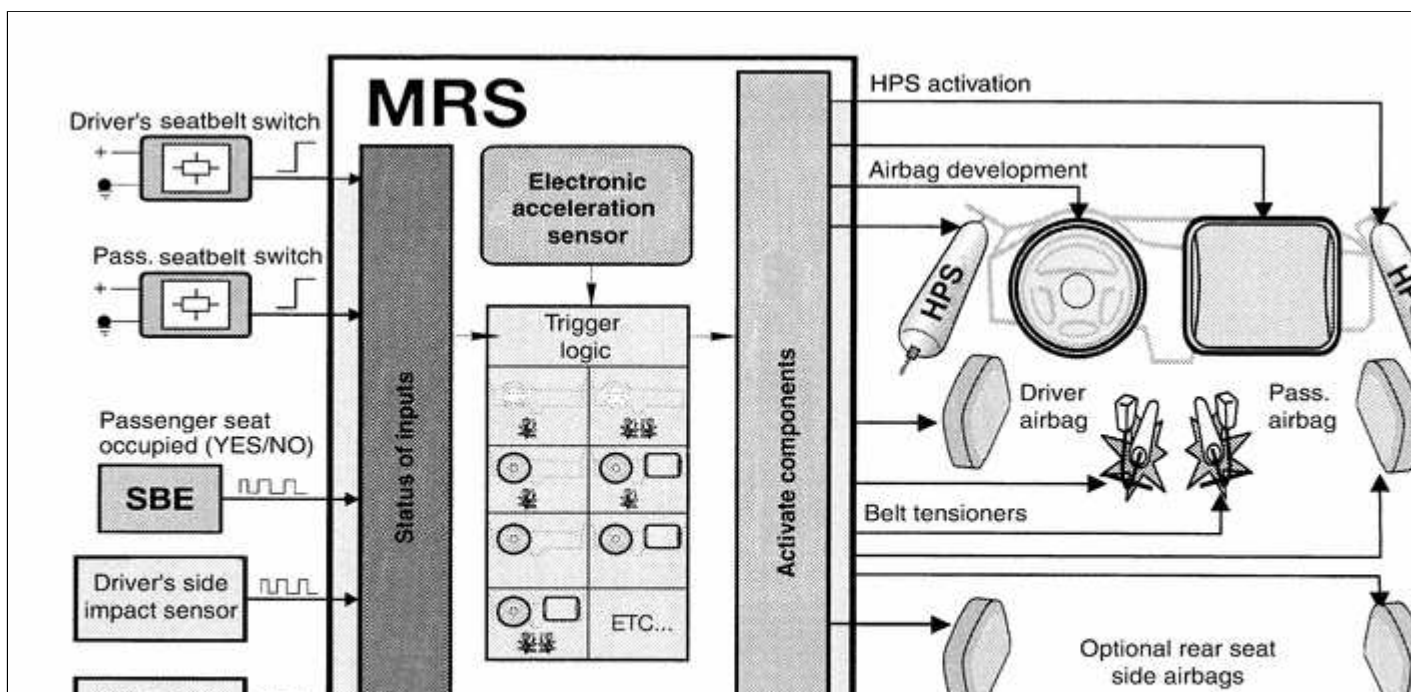 MRS
HPS activation
Driver's seatbelt switch
+
Airbag development
Electronic
acceleration
sensor
Pass. seatbelt switch
+
HPS
Trigger
logic
Status of inputs
Activate components
Driver
airbag
Pass.
airbag
Passenger seat
occupied (YES/NO)
SBE
Belt tensioners
Driver's side
impact sensor
ETC...
Optional rear seat
side airbags